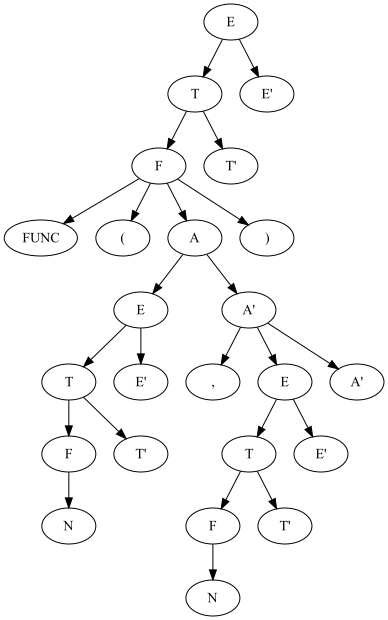 E
T E'
F T'
FUNC ( A )
E A'
T E' , E A'
F T' T E'
N F T'
N